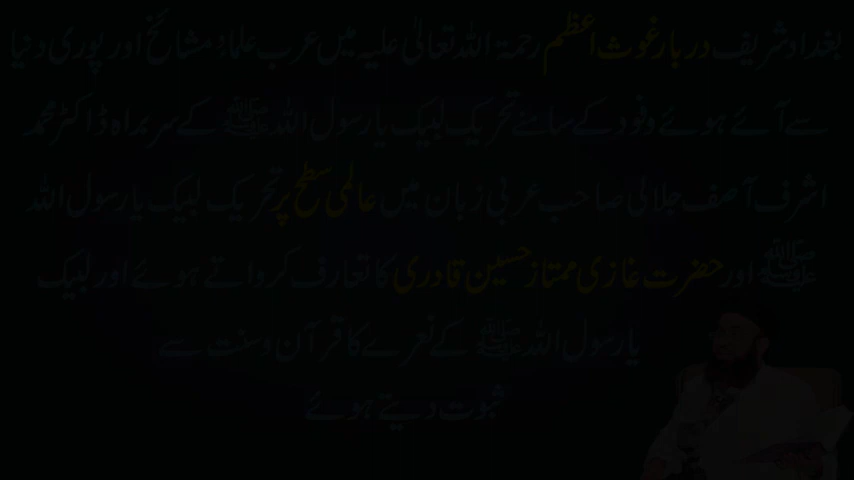 بغداد شریف دربار غوث اعظم رحمۃ اللہ تعالٰی علیہ میں عرب علماء و مشائخ اور پوری دنیا
سے آئے ہوئے وفود کے سامنے تحریک لبیک یا رسول اللہ ﷺ کے سربراہ ڈاکٹر محمد
اشرف آصف جلالی صاحب عربی زبان میں عالمی سطح پر تحریک لبیک یا رسول اللہ
ﷺ اور حضرت غازی ممتاز حسین قادری کا تعارف کرواتے ہوئے اور لبیک
یا رسول اللہ ﷺ کے نعرے کا قرآن و سنت سے
ثبوت دیتے ہوئے